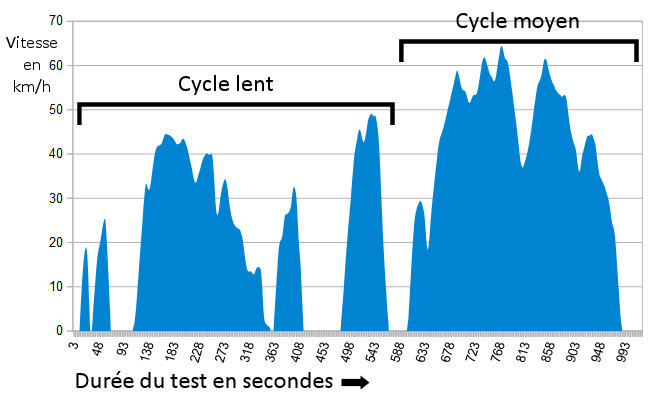 Cycle moyen
Vitesse
en
km/h
Cycle lent
70
60
50
40
30
20
10
0
3 48 93 138 183 228 273 318 363 408 453 498 543 588 633 678 723 768 813 858 903 948 993
Durée du test en secondes